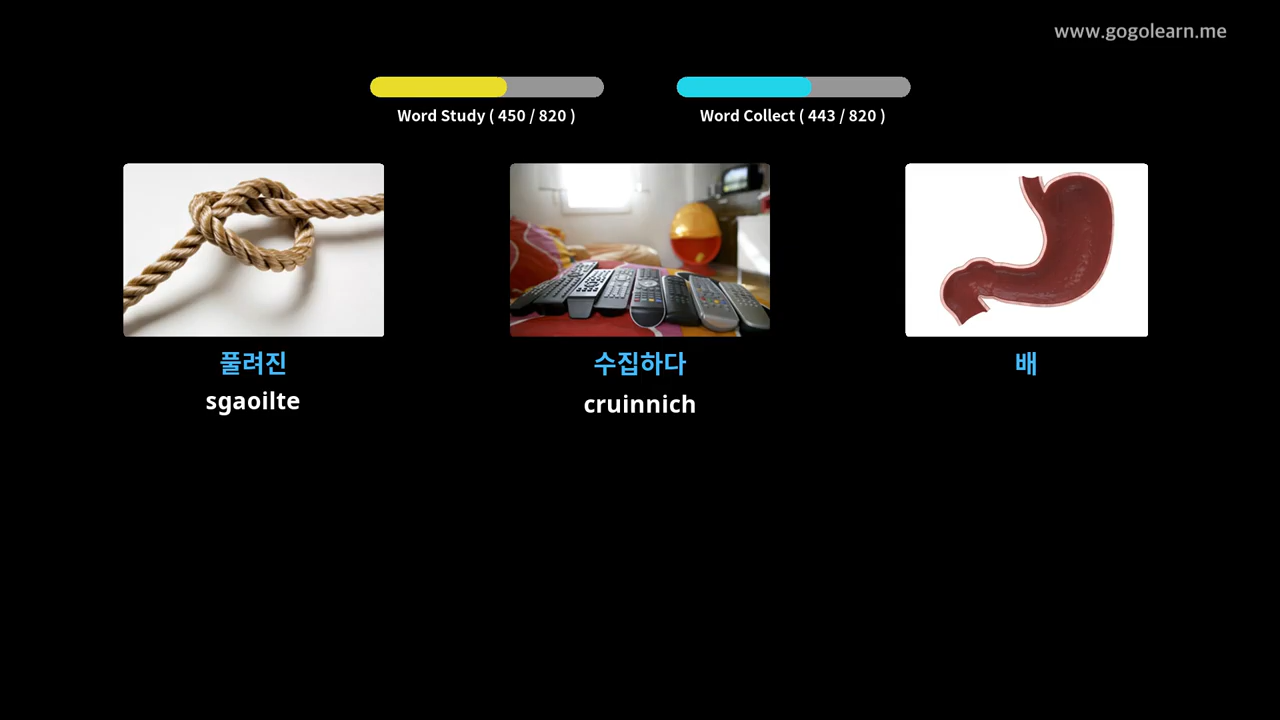 www.gogolearn.me
Word Study ( 450 / 820 )
Word Collect ( 443 / 820 )
풀려진
수집하다
배
sgaoilte
cruinnich